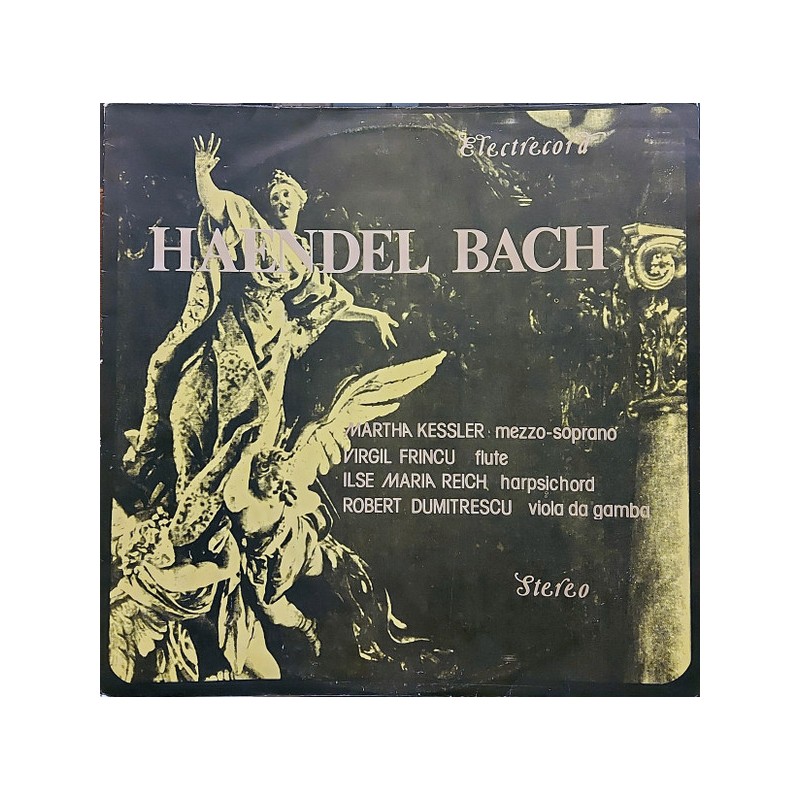 Electrecord
HAENDEL BACH
MARTHA KESSLER mezzo-soprano
VIRGIL FRINCU flute
ILSE MARIA REICH harpsichord
ROBERT DUMITRESCU viola da gamba
Stereo